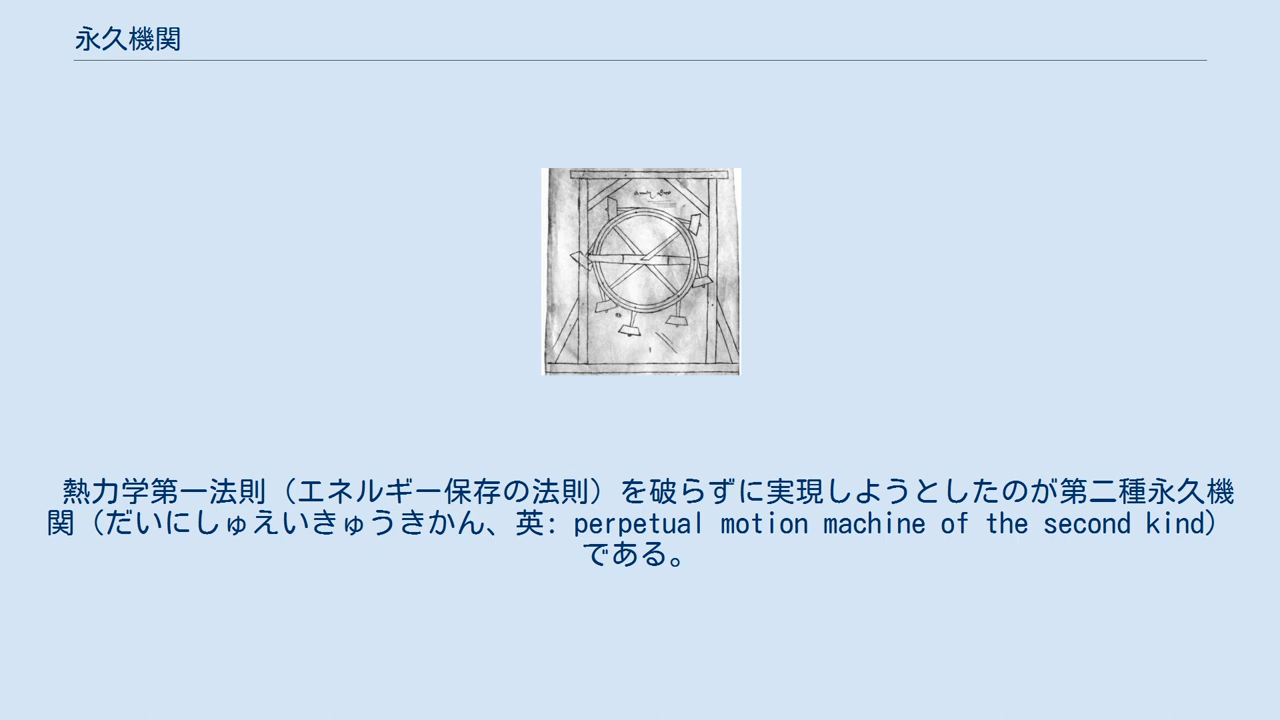 永久機関
熱力学第一法則（エネルギー保存の法則）を破らずに実現しようとしたのが第二種永久機
関（だいにしゅえいきゅうきかん、英: perpetual motion machine of the second kind）
である。